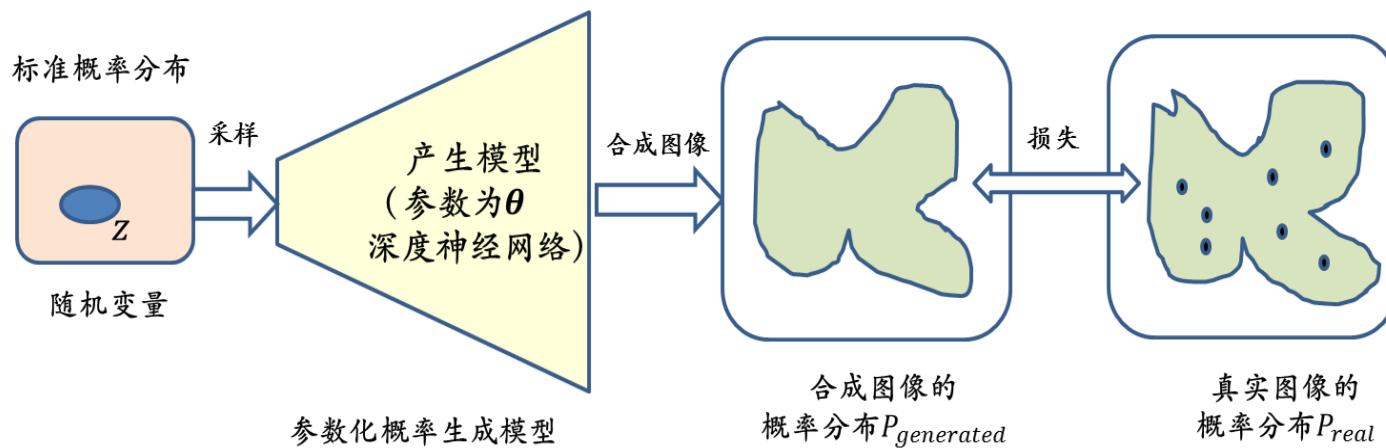 标准概率分布
采样
z
随机变量
产生模型
(参数为θ
深度神经网络)
参数化概率生成模型
合成图像
合成图像的
概率分布P_generated
损失
真实图像的
概率分布P_real